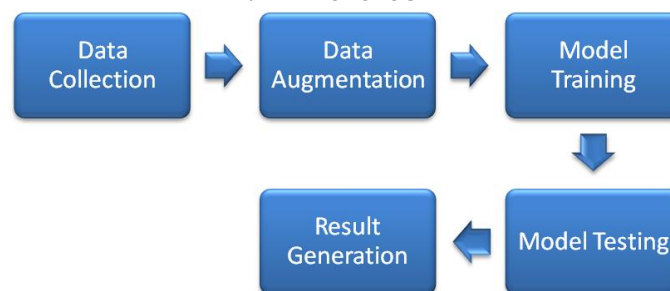 Data
Collection
Data
Augmentation
Model
Training
Model Testing
Result
Generation